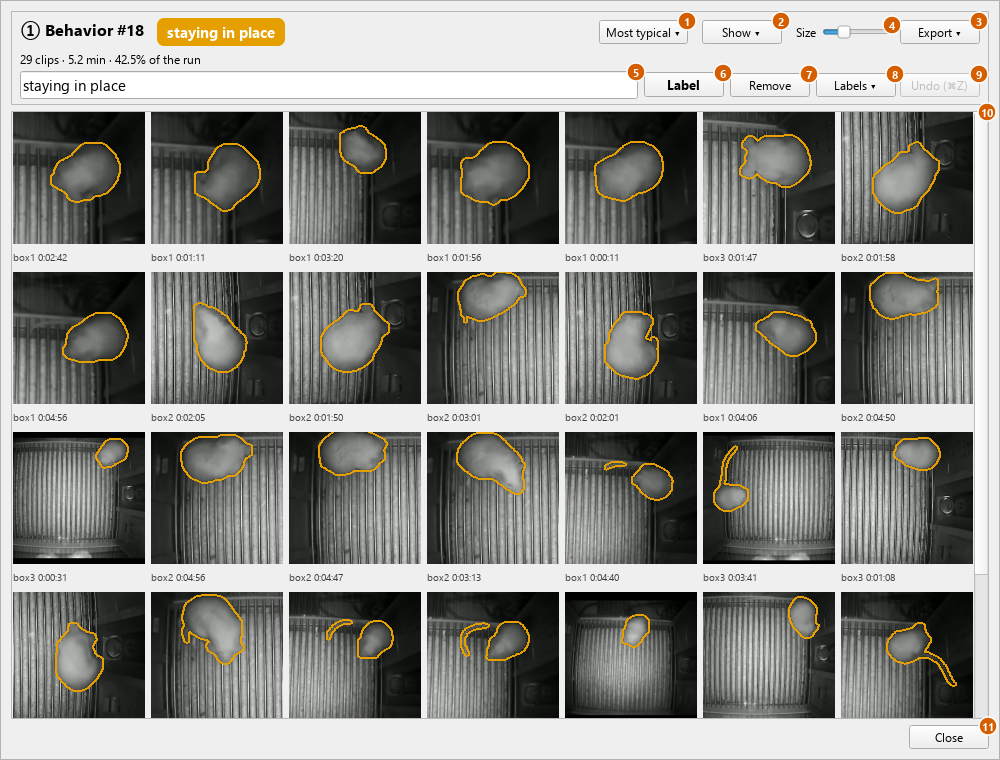 ① Behavior #18 staying in place
Most typical ▾ 1 Show ▾ 2 Size 4 Export ▾ 3
29 clips · 5.2 min · 42.5% of the run
staying in place 5 Label 6 Remove 7 Labels ▾ 8 Undo (⌘Z) 9
10
box1 0:02:42 box1 0:01:11 box1 0:03:20 box1 0:01:56 box1 0:00:11 box3 0:01:47 box2 0:01:58
box1 0:04:56 box2 0:02:05 box2 0:01:50 box2 0:03:01 box2 0:02:01 box1 0:04:06 box2 0:04:50
box3 0:00:31 box2 0:04:56 box2 0:04:47 box2 0:03:13 box1 0:04:40 box3 0:03:41 box3 0:01:08
Close 11